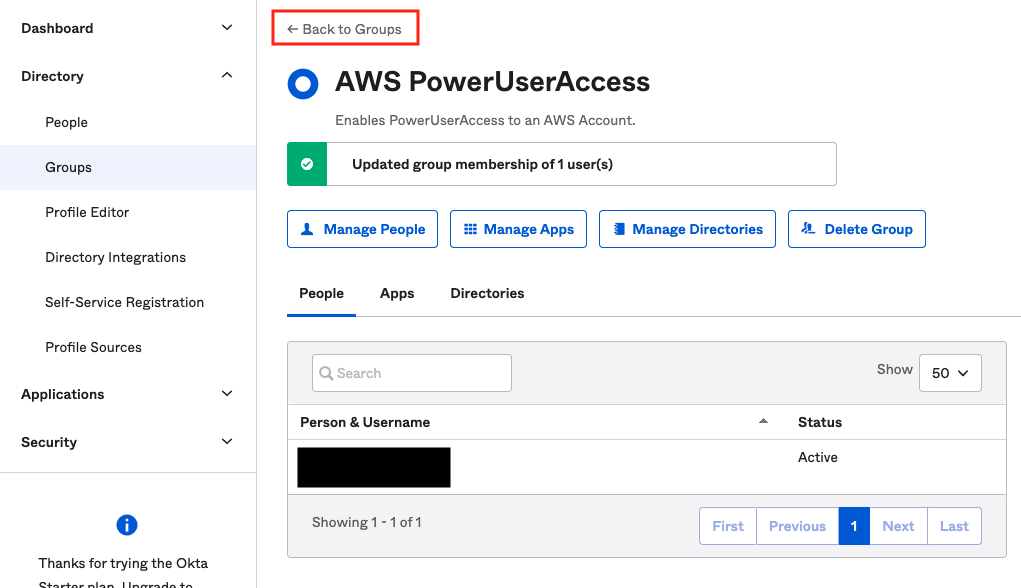 Dashboard
Directory
People
Groups
Profile Editor
Directory Integrations
Self-Service Registration
Profile Sources
Applications
Security
Thanks for trying the Okta
Starter plan. Upgrade to
← Back to Groups
AWS PowerUserAccess
Enables PowerUserAccess to an AWS Account.
Updated group membership of 1 user(s)
Manage People
Manage Apps
Manage Directories
Delete Group
People
Apps
Directories
Search
Show
50
Person & Username
Status
Active
Showing 1 - 1 of 1
First
Previous
1
Next
Last